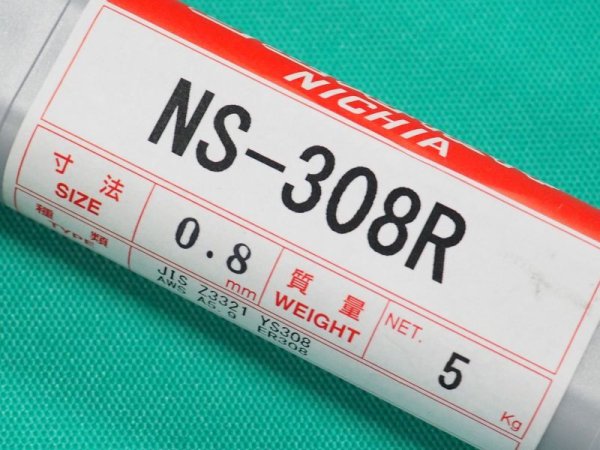 NICHIA
NS-308R
寸 法 0.8 質 量 NET. 5
SIZE mm WEIGHT Kg
種 類 JIS Z3321 YS308
TYPE AWS A5.9 ER308